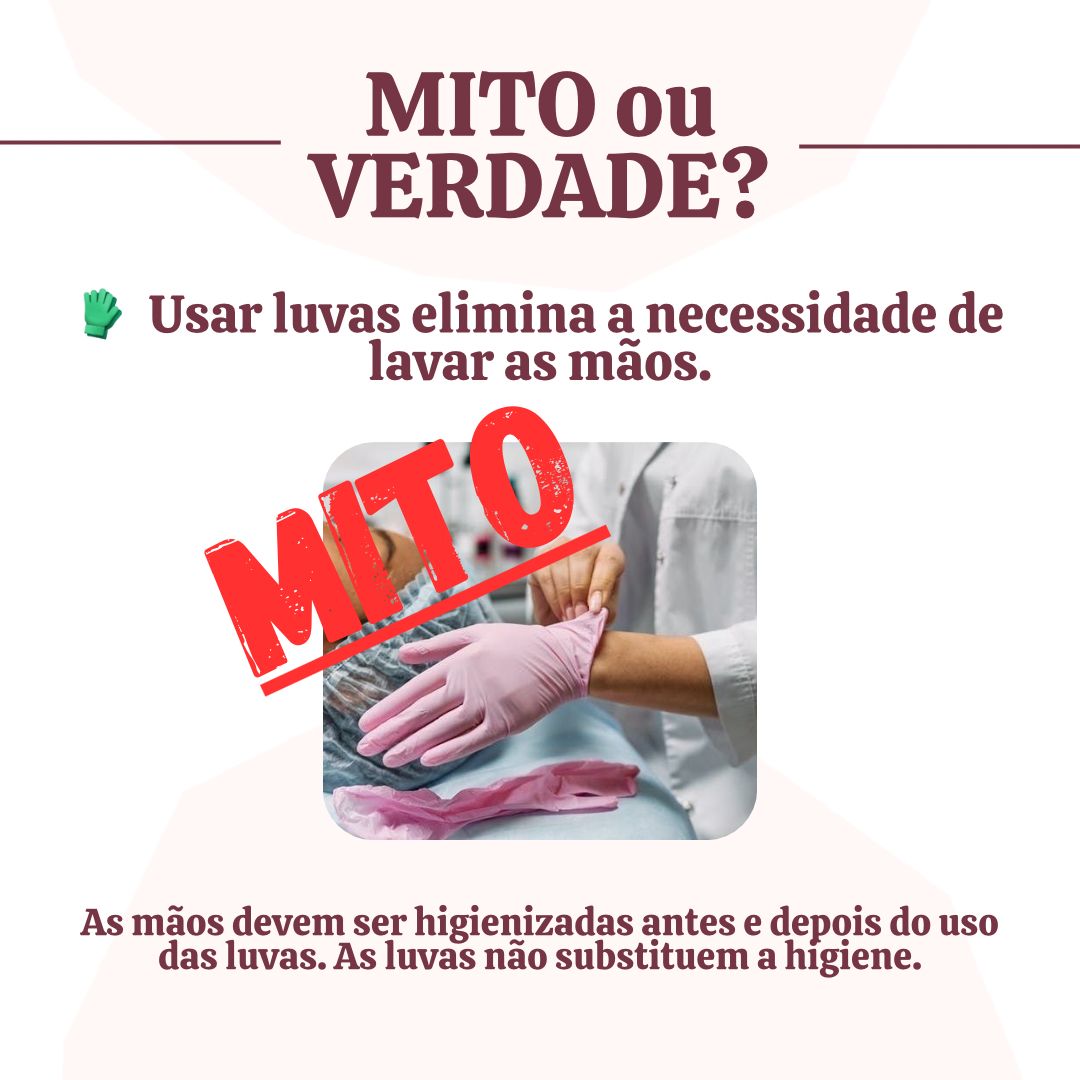 MITO ou
VERDADE?
Usar luvas elimina a necessidade de
lavar as mãos.
MITO
As mãos devem ser higienizadas antes e depois do uso
das luvas. As luvas não substituem a higiene.